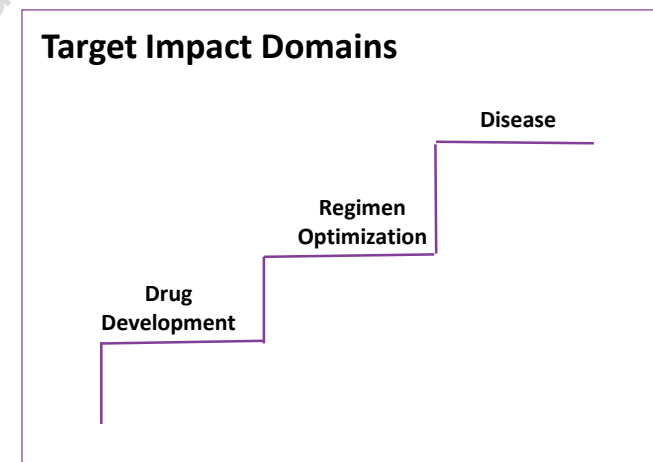 Target Impact Domains
Disease
Regimen
Optimization
Drug
Development